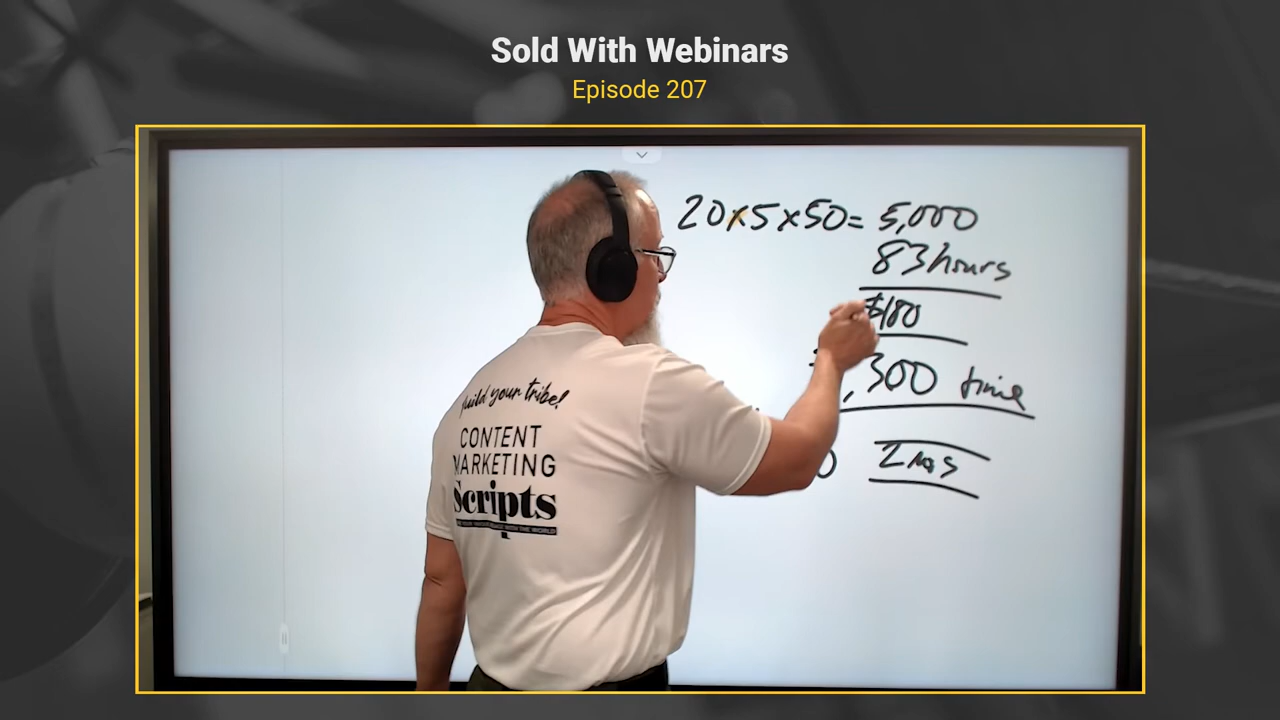 Sold With Webinars
Episode 207
20x5x50= 5,000
83 hours
$180
,300 time
0 2
build your tribe!
CONTENT
MARKETING
Scripts